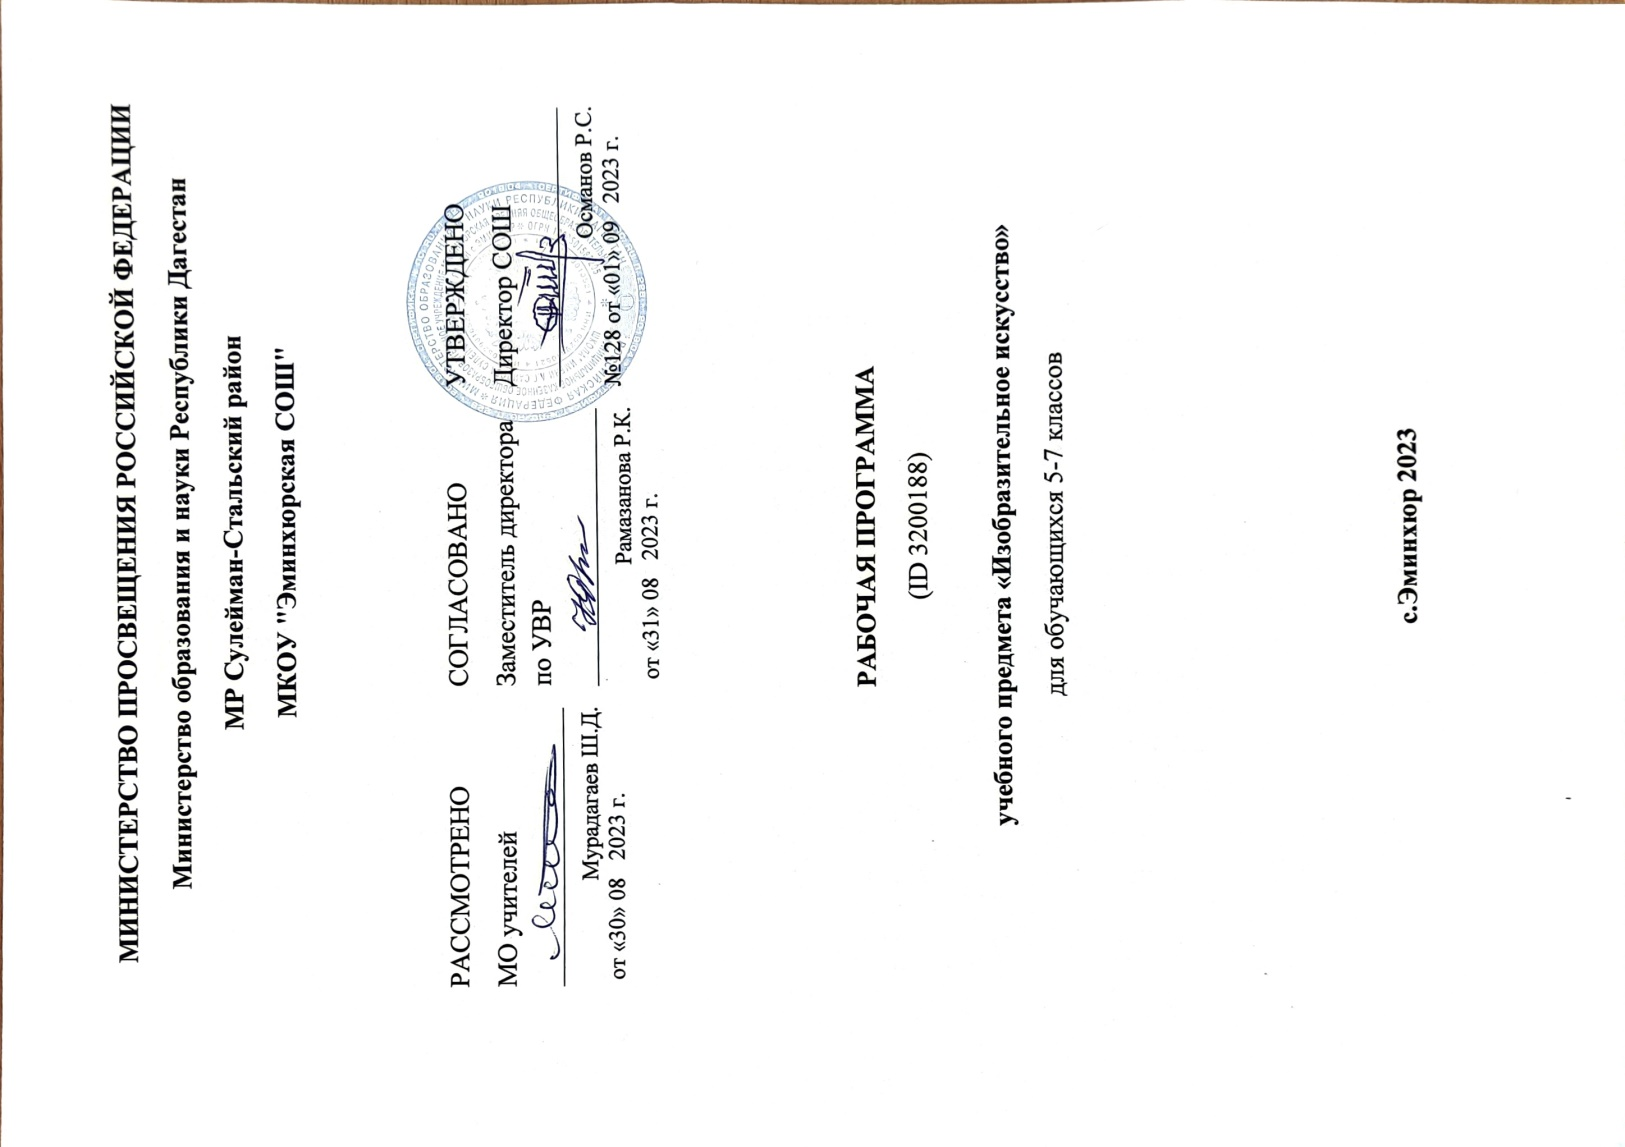 МИНИСТЕРСТВО ПРОСВЕЩЕНИЯ РОССИЙСКОЙ ФЕДЕРАЦИИ
Министерство образования и науки Республики Дагестан
МР Сулейман-Стальский район
МКОУ "Эминхюрская СОШ"
РАССМОТРЕНО
МО учителей
Мурадагаев Ш.Д.
от «30» 08 2023 г.
СОГЛАСОВАНО
Заместитель директора
по УВР
Рамазанова Р.К.
от «31» 08 2023 г.
УТВЕРЖДЕНО
Директор СОШ
Османов Р.С.
№128 от «01» 09 2023 г.
РАБОЧАЯ ПРОГРАММА
(ID 3200188)
учебного предмета «Изобразительное искусство»
для обучающихся 5-7 классов
с.Эминхюр 2023